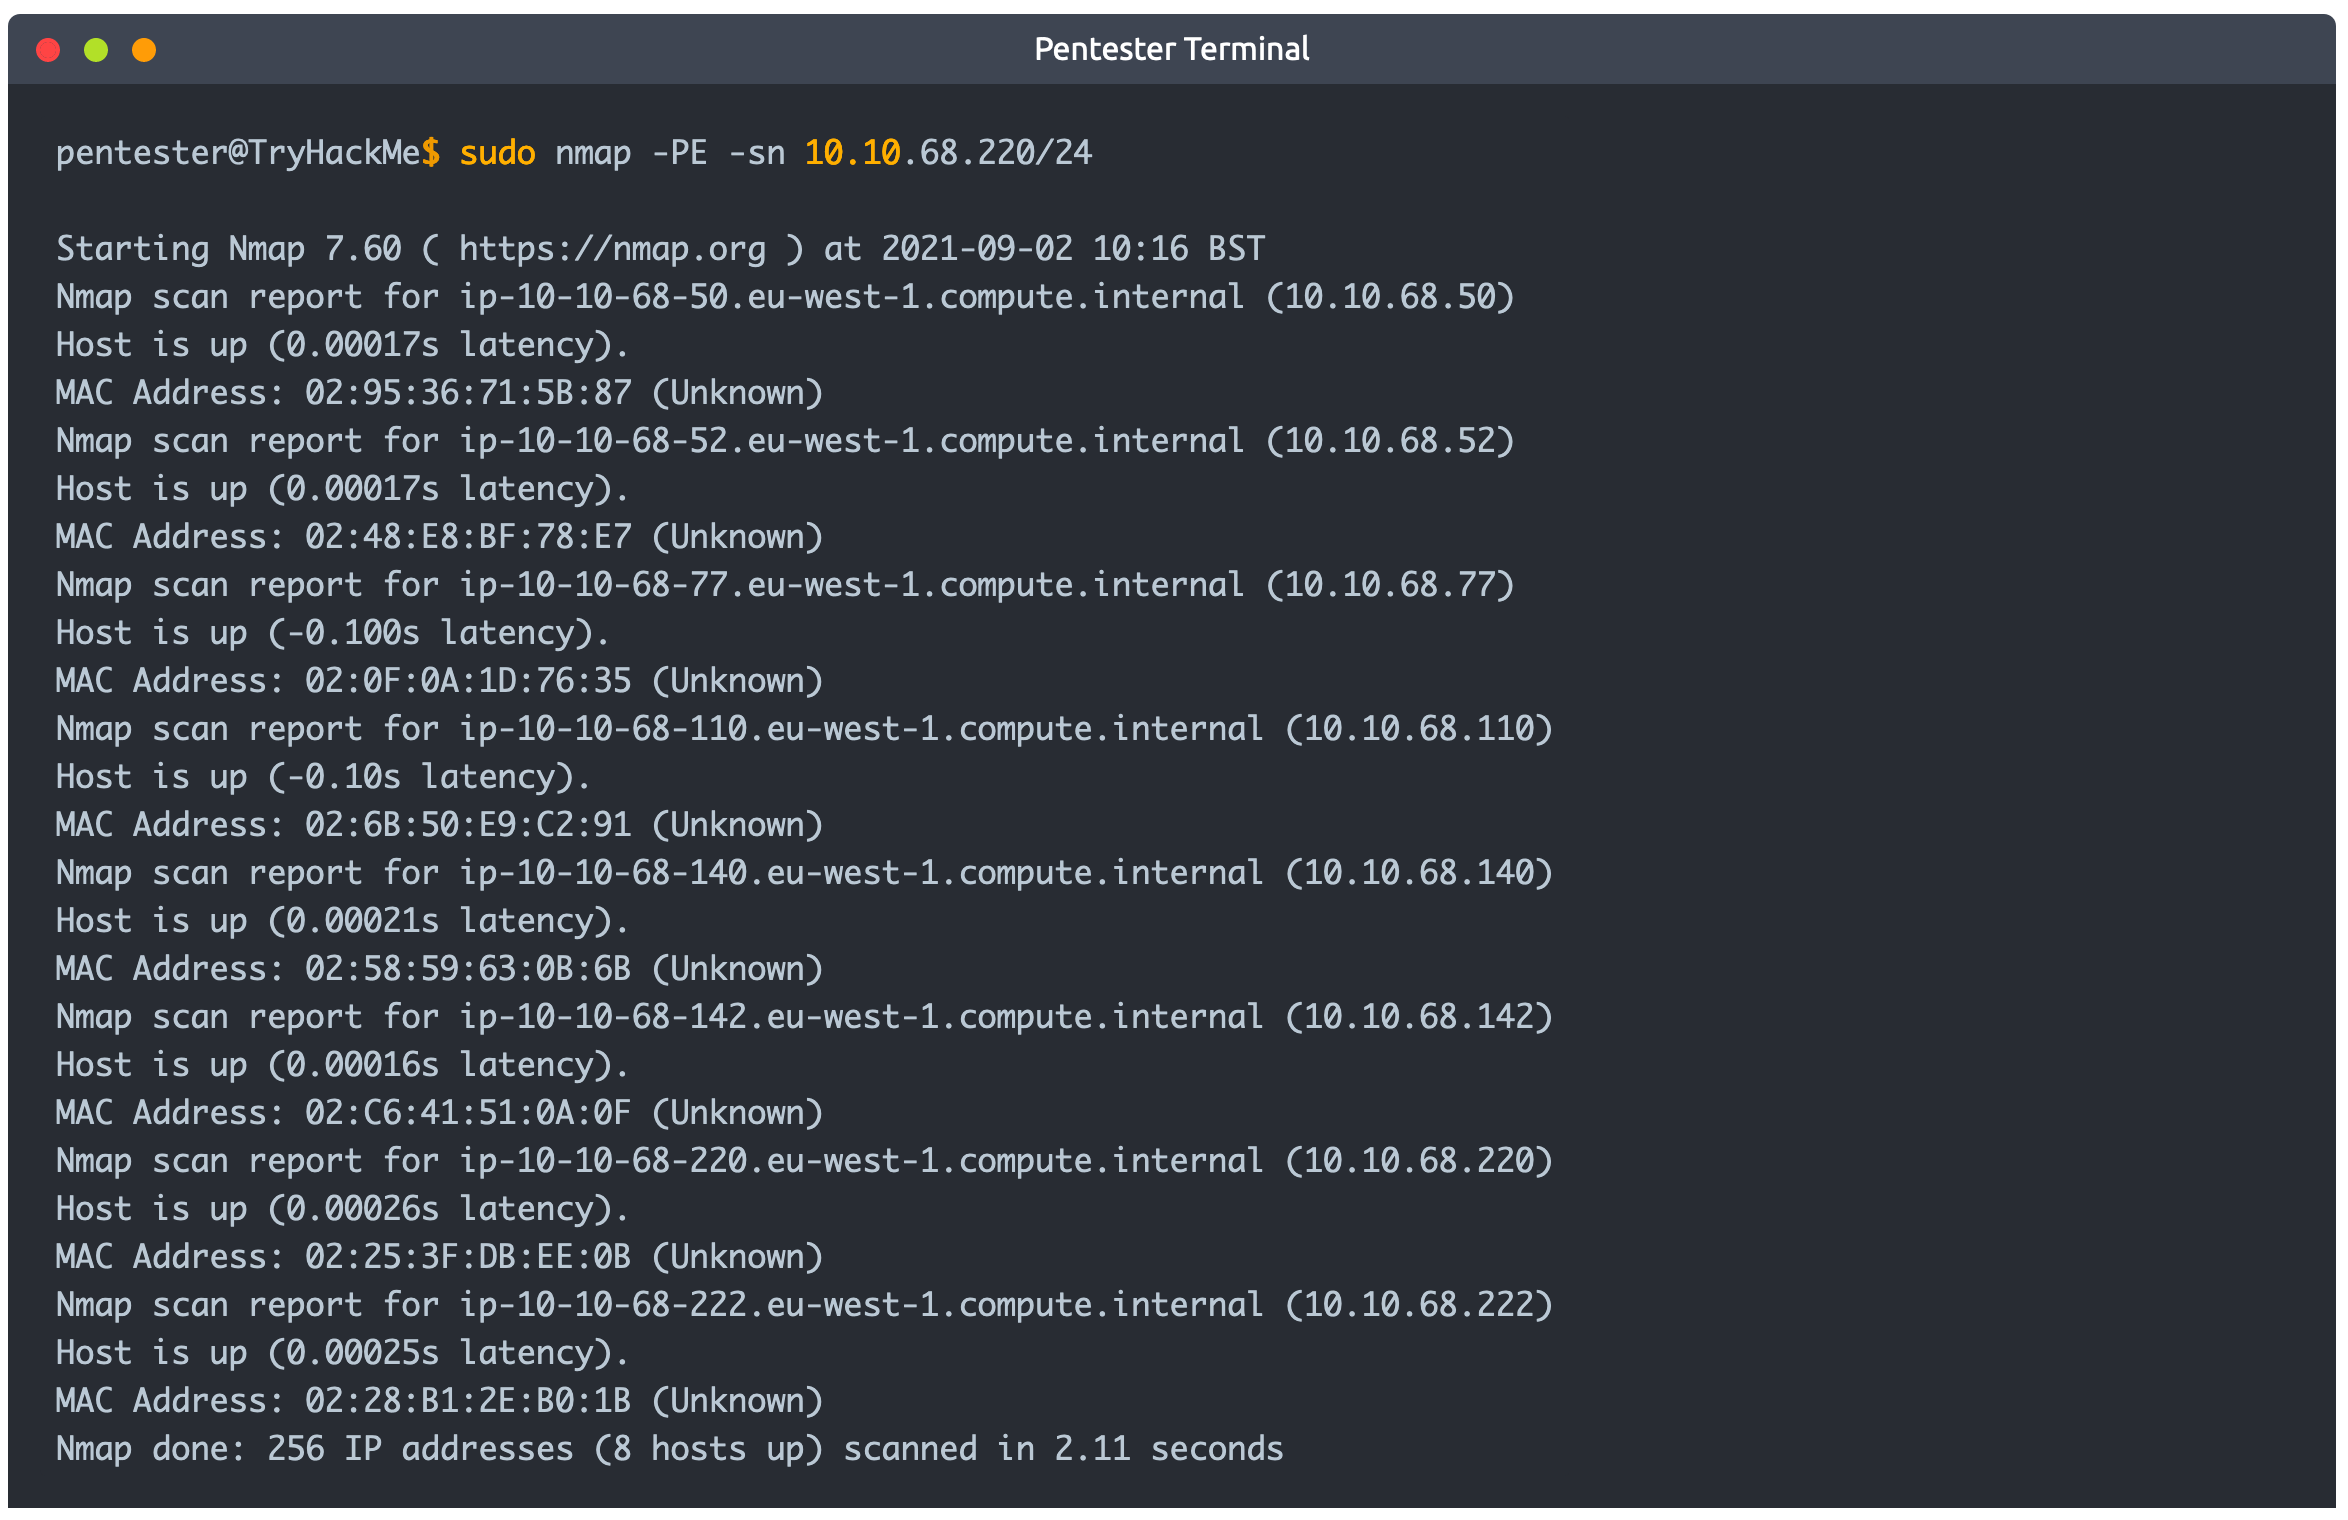 Pentester Terminal
pentester@TryHackMe$ sudo nmap -PE -sn 10.10.68.220/24
Starting Nmap 7.60 ( https://nmap.org ) at 2021-09-02 10:16 BST
Nmap scan report for ip-10-10-68-50.eu-west-1.compute.internal (10.10.68.50)
Host is up (0.00017s latency).
MAC Address: 02:95:36:71:5B:87 (Unknown)
Nmap scan report for ip-10-10-68-52.eu-west-1.compute.internal (10.10.68.52)
Host is up (0.00017s latency).
MAC Address: 02:48:E8:BF:78:E7 (Unknown)
Nmap scan report for ip-10-10-68-77.eu-west-1.compute.internal (10.10.68.77)
Host is up (-0.100s latency).
MAC Address: 02:0F:0A:1D:76:35 (Unknown)
Nmap scan report for ip-10-10-68-110.eu-west-1.compute.internal (10.10.68.110)
Host is up (-0.10s latency).
MAC Address: 02:6B:50:E9:C2:91 (Unknown)
Nmap scan report for ip-10-10-68-140.eu-west-1.compute.internal (10.10.68.140)
Host is up (0.00021s latency).
MAC Address: 02:58:59:63:0B:6B (Unknown)
Nmap scan report for ip-10-10-68-142.eu-west-1.compute.internal (10.10.68.142)
Host is up (0.00016s latency).
MAC Address: 02:C6:41:51:0A:0F (Unknown)
Nmap scan report for ip-10-10-68-220.eu-west-1.compute.internal (10.10.68.220)
Host is up (0.00026s latency).
MAC Address: 02:25:3F:DB:EE:0B (Unknown)
Nmap scan report for ip-10-10-68-222.eu-west-1.compute.internal (10.10.68.222)
Host is up (0.00025s latency).
MAC Address: 02:28:B1:2E:B0:1B (Unknown)
Nmap done: 256 IP addresses (8 hosts up) scanned in 2.11 seconds